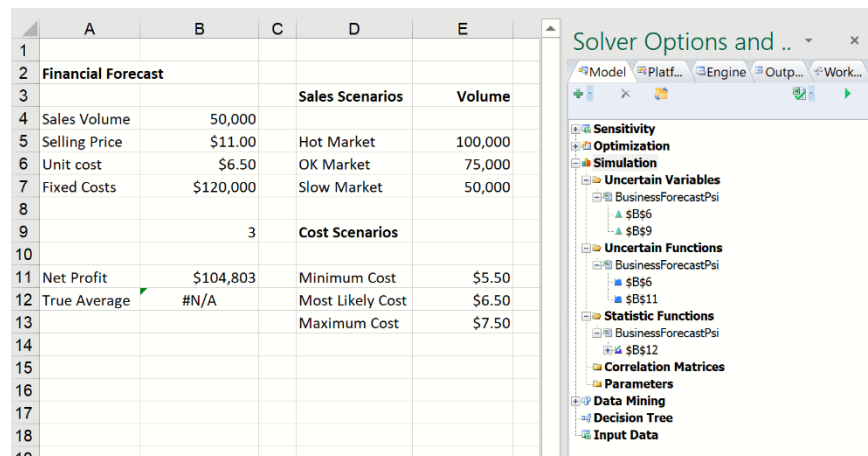 A B C D E
1
2 Financial Forecast
3 Sales Scenarios Volume
4 Sales Volume 50,000
5 Selling Price $11.00 Hot Market 100,000
6 Unit cost $6.50 OK Market 75,000
7 Fixed Costs $120,000 Slow Market 50,000
8
9 3 Cost Scenarios
10
11 Net Profit $104,803 Minimum Cost $5.50
12 True Average #N/A Most Likely Cost $6.50
13 Maximum Cost $7.50
14
15
16
17
18
Solver Options and ..
Model Platf... Engine Outp... Work...
Sensitivity
Optimization
Simulation
Uncertain Variables
BusinessForecastPsi
$B$6
$B$9
Uncertain Functions
BusinessForecastPsi
$B$6
$B$11
Statistic Functions
BusinessForecastPsi
$B$12
Correlation Matrices
Parameters
Data Mining
Decision Tree
Input Data